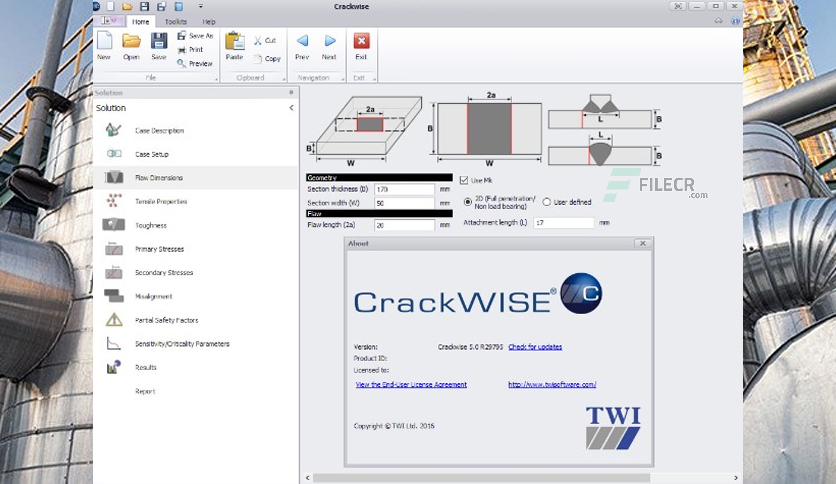 Crackwise
Home Toolkits Help
New Open Save Save As Print Preview Paste Cut Copy Prev Next Exit
File Clipboard Navigation Exit
Solution
Solution
Case Description
Case Setup
Flaw Dimensions
Tensile Properties
Toughness
Primary Stresses
Secondary Stresses
Misalignment
Partial Safety Factors
Sensitivity/Criticality Parameters
Results
Report
2a
B
W
2a
B
W
L
B
L
B
Geometry
Section thickness (B) 170 mm
Section width (W) 50 mm
Flaw
Flaw length (2a) 20 mm
Use Mk
2D (Full penetration/
Non load bearing)
User defined
Attachment length (L) 17 mm
FILECR
.com
About
CrackWISE® C
Version: Crackwise 5.0 R29795 Check for updates
Product ID:
Licensed to:
View the End-User License Agreement http://www.twisoftware.com/
Copyright © TWI Ltd. 2016
TWI